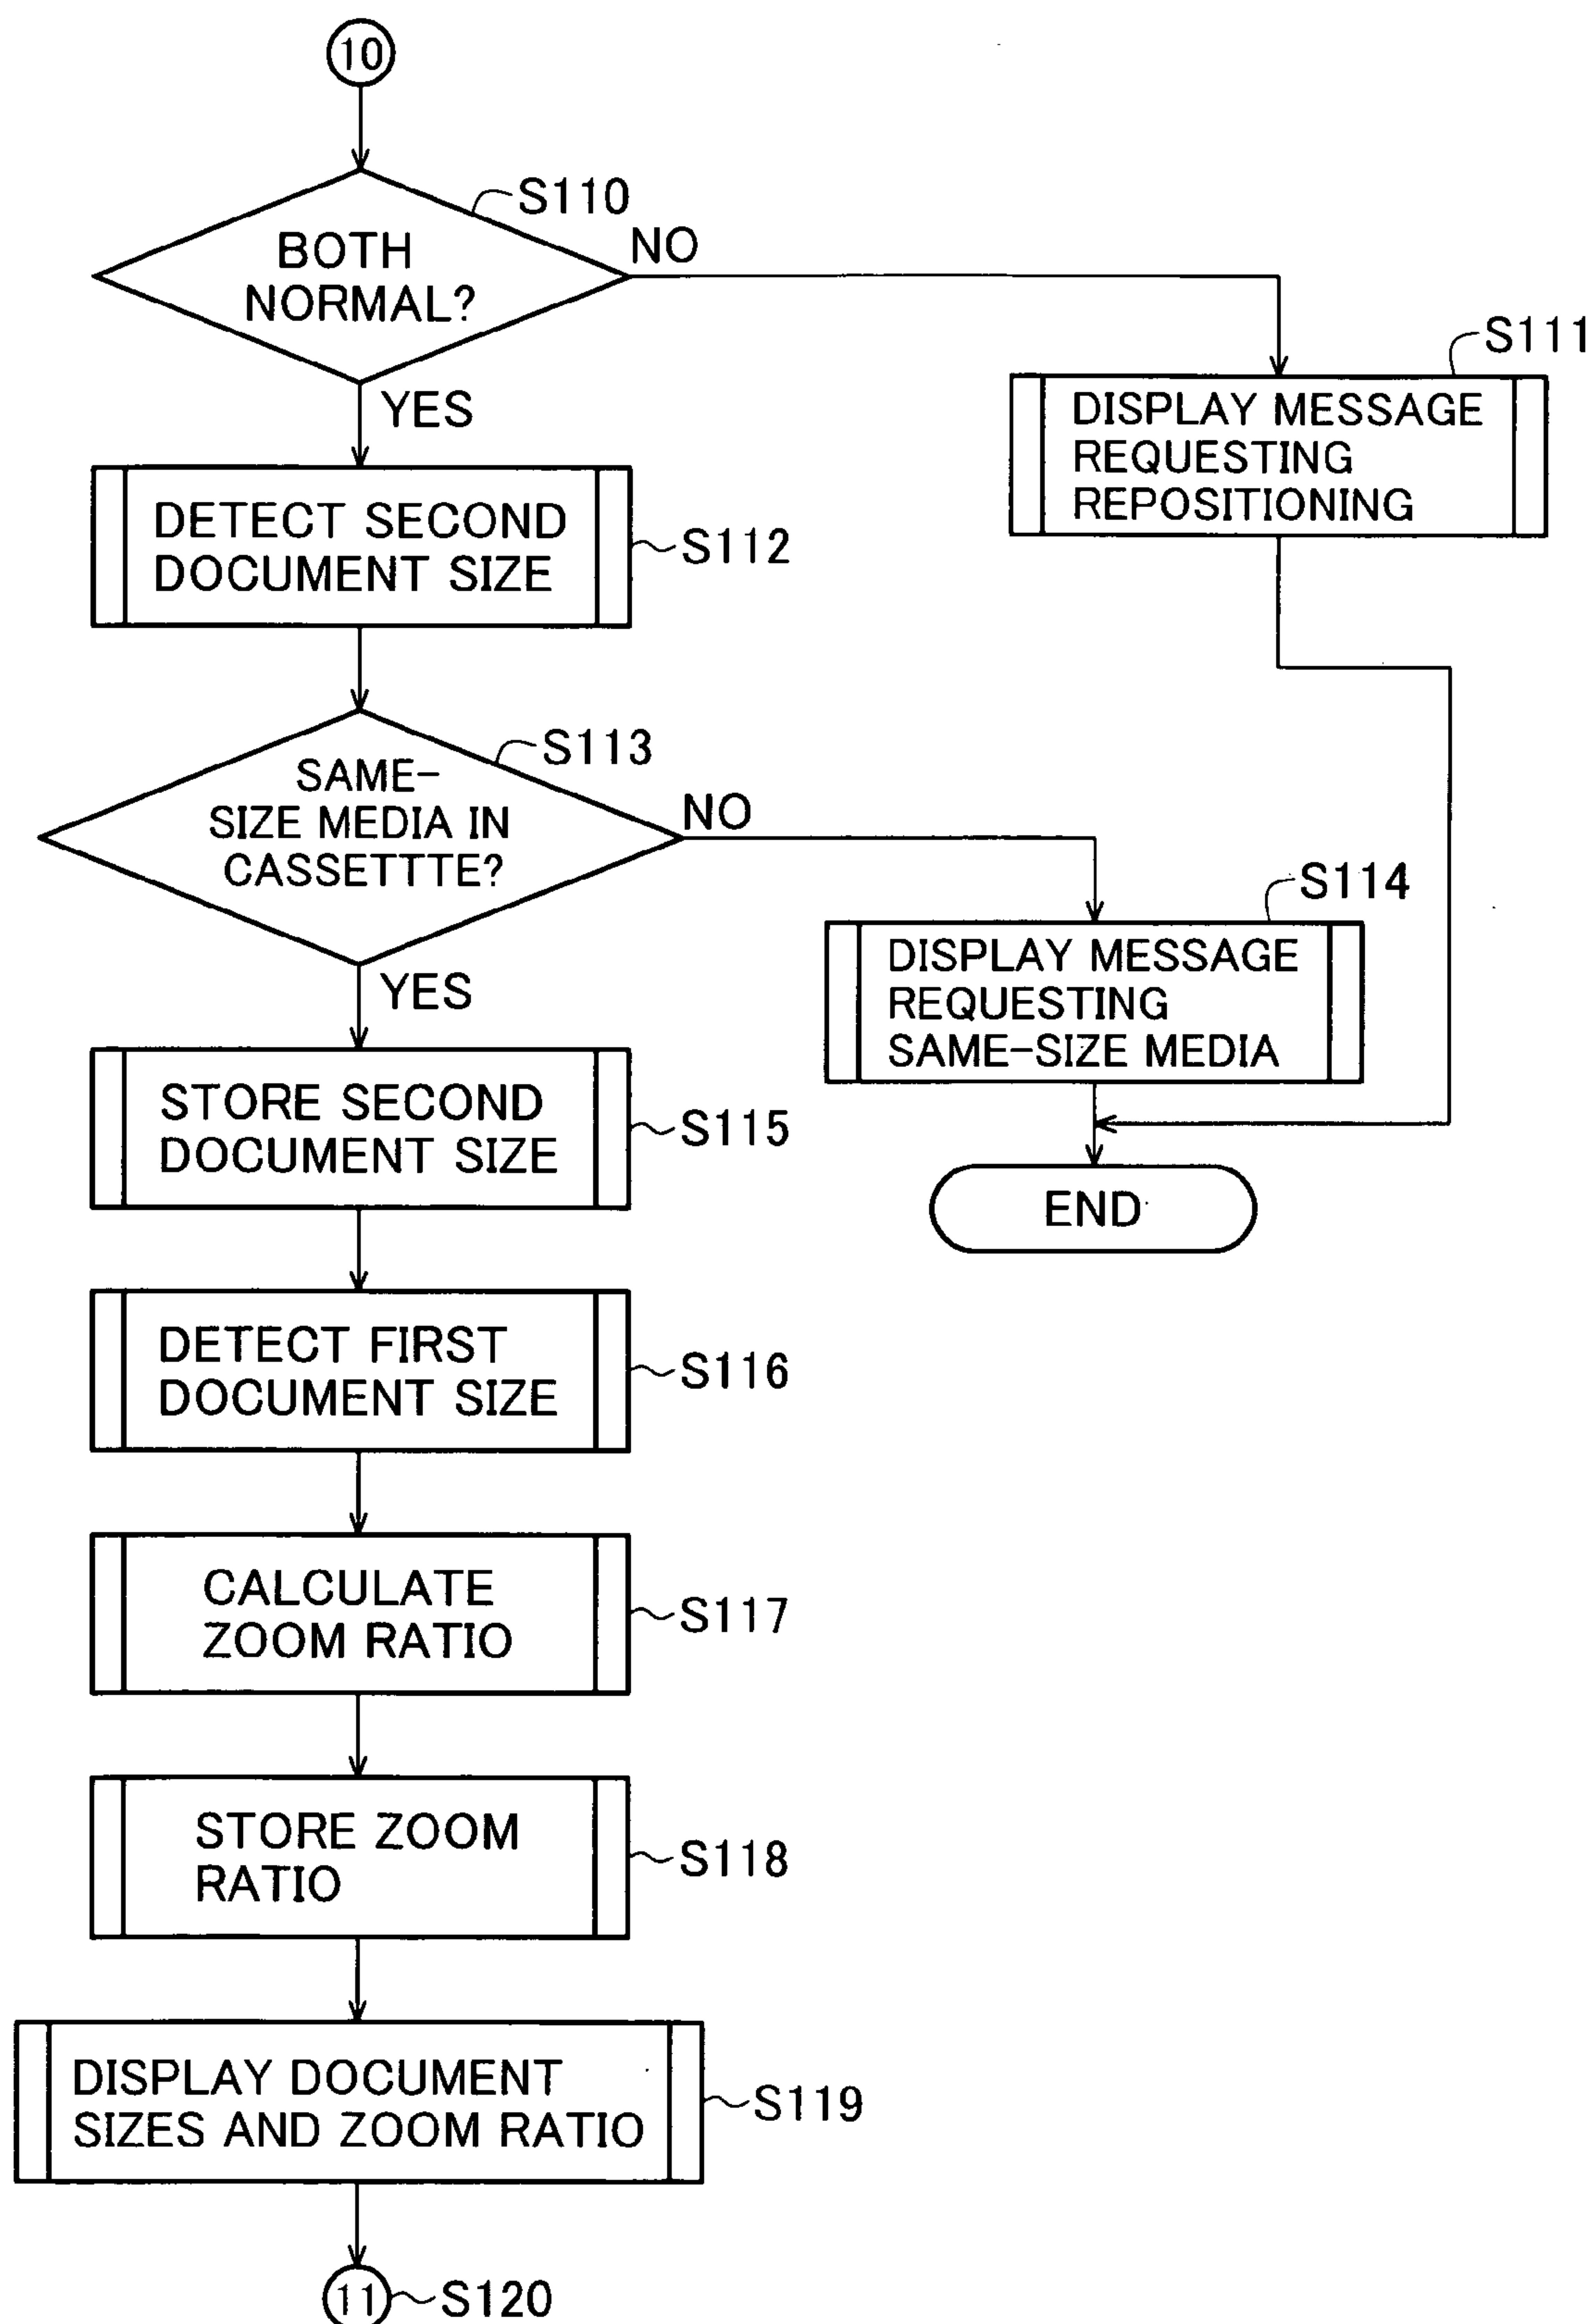 10
S110
BOTH
NORMAL?
NO
YES
S111
DISPLAY MESSAGE
REQUESTING
REPOSITIONING
DETECT SECOND
DOCUMENT SIZE
S112
S113
SAME-
SIZE MEDIA IN
CASSETTTE?
NO
YES
S114
DISPLAY MESSAGE
REQUESTING
SAME-SIZE MEDIA
STORE SECOND
DOCUMENT SIZE
S115
END
DETECT FIRST
DOCUMENT SIZE
S116
CALCULATE
ZOOM RATIO
S117
STORE ZOOM
RATIO
S118
DISPLAY DOCUMENT
SIZES AND ZOOM RATIO
S119
11
S120